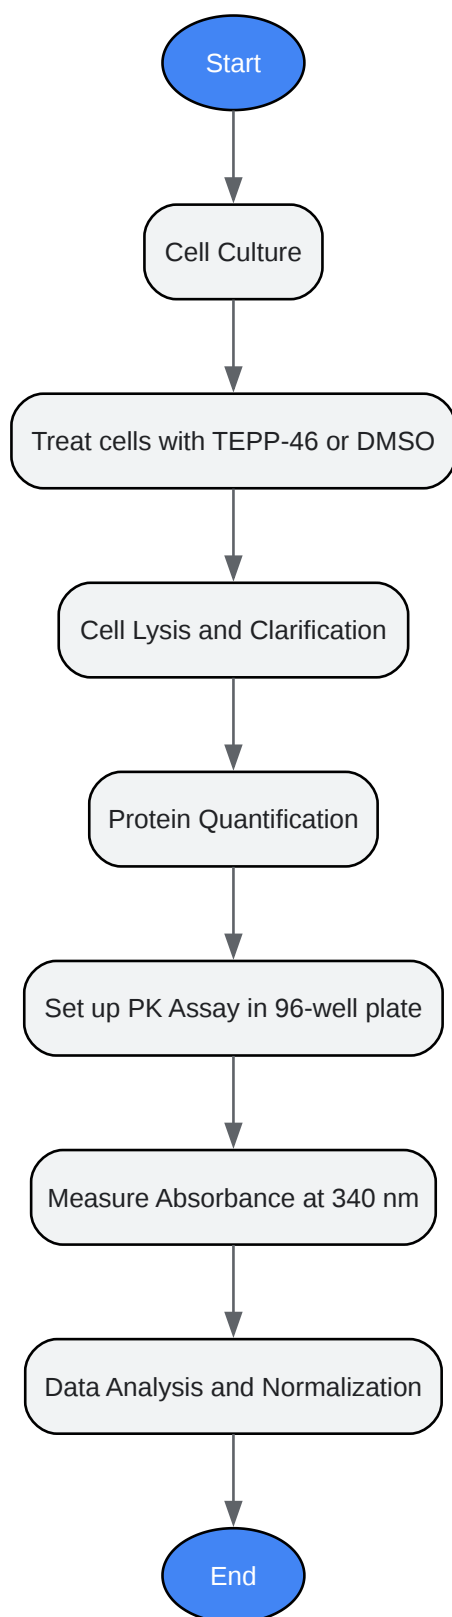 Start
Cell Culture
Treat cells with TEPP-46 or DMSO
Cell Lysis and Clarification
Protein Quantification
Set up PK Assay in 96-well plate
Measure Absorbance at 340 nm
Data Analysis and Normalization
End